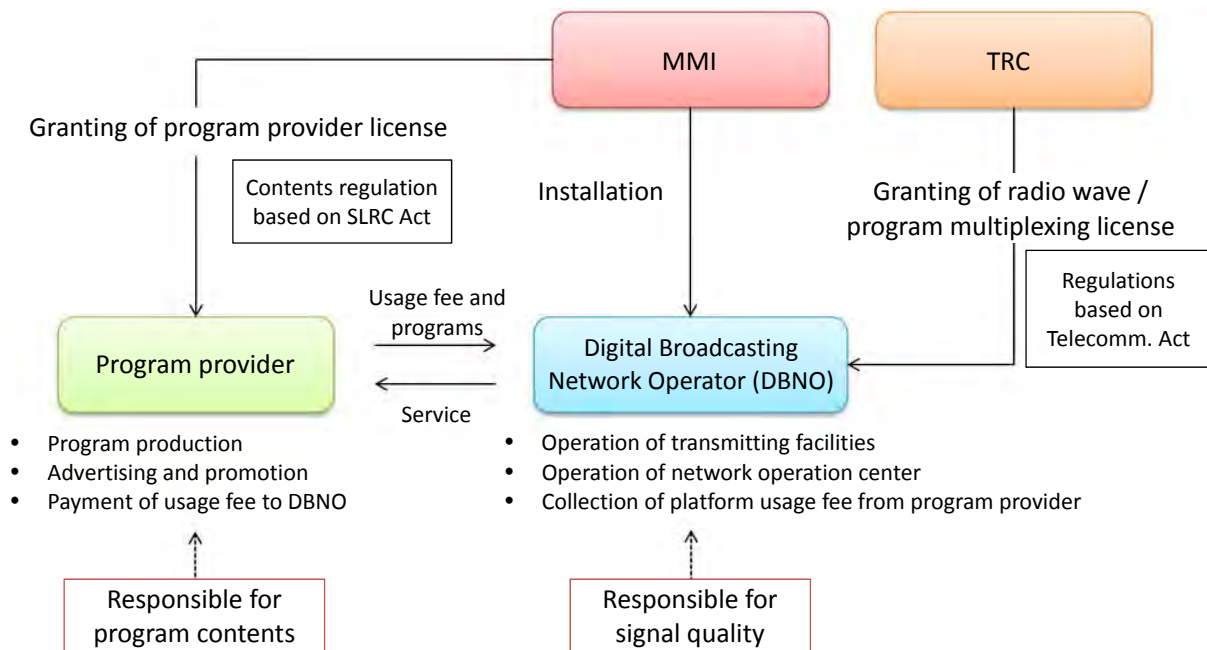 MMI
TRC
Granting of program provider license
Contents regulation
based on SLRC Act
Installation
Granting of radio wave /
program multiplexing license
Regulations
based on
Telecomm. Act
Usage fee and
programs
Program provider
Digital Broadcasting
Network Operator (DBNO)
Service
• Program production
• Advertising and promotion
• Payment of usage fee to DBNO
• Operation of transmitting facilities
• Operation of network operation center
• Collection of platform usage fee from program provider
Responsible for
program contents
Responsible for
signal quality